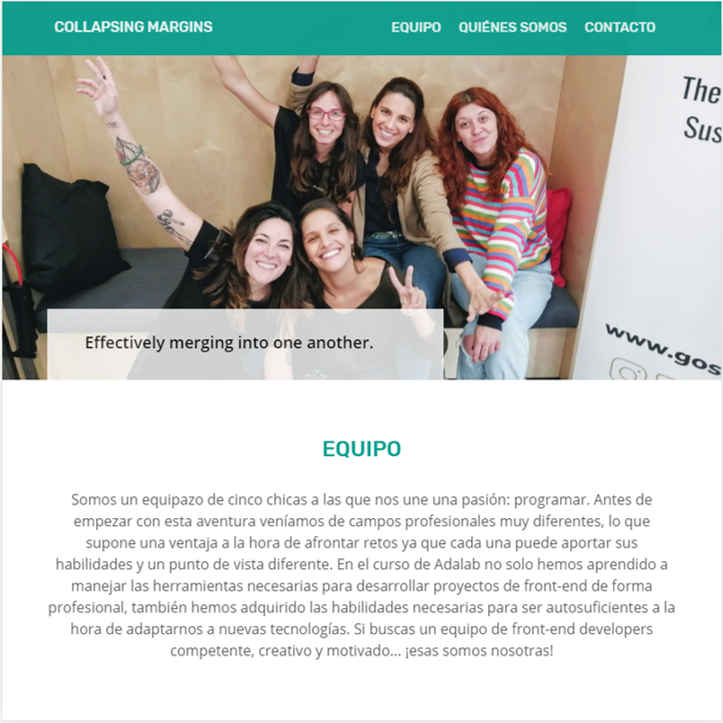 COLLAPSING MARGINS
EQUIPO QUIÉNES SOMOS CONTACTO
The
Sus
www.gos
Effectively merging into one another.
EQUIPO
Somos un equipazo de cinco chicas a las que nos une una pasión: programar. Antes de
empezar con esta aventura veníamos de campos profesionales muy diferentes, lo que
supone una ventaja a la hora de afrontar retos ya que cada una puede aportar sus
habilidades y un punto de vista diferente. En el curso de Adalab no solo hemos aprendido a
manejar las herramientas necesarias para desarrollar proyectos de front-end de forma
profesional, también hemos adquirido las habilidades necesarias para ser autosuficientes a la
hora de adaptarnos a nuevas tecnologías. Si buscas un equipo de front-end developers
competente, creativo y motivado... ¡esas somos nosotras!